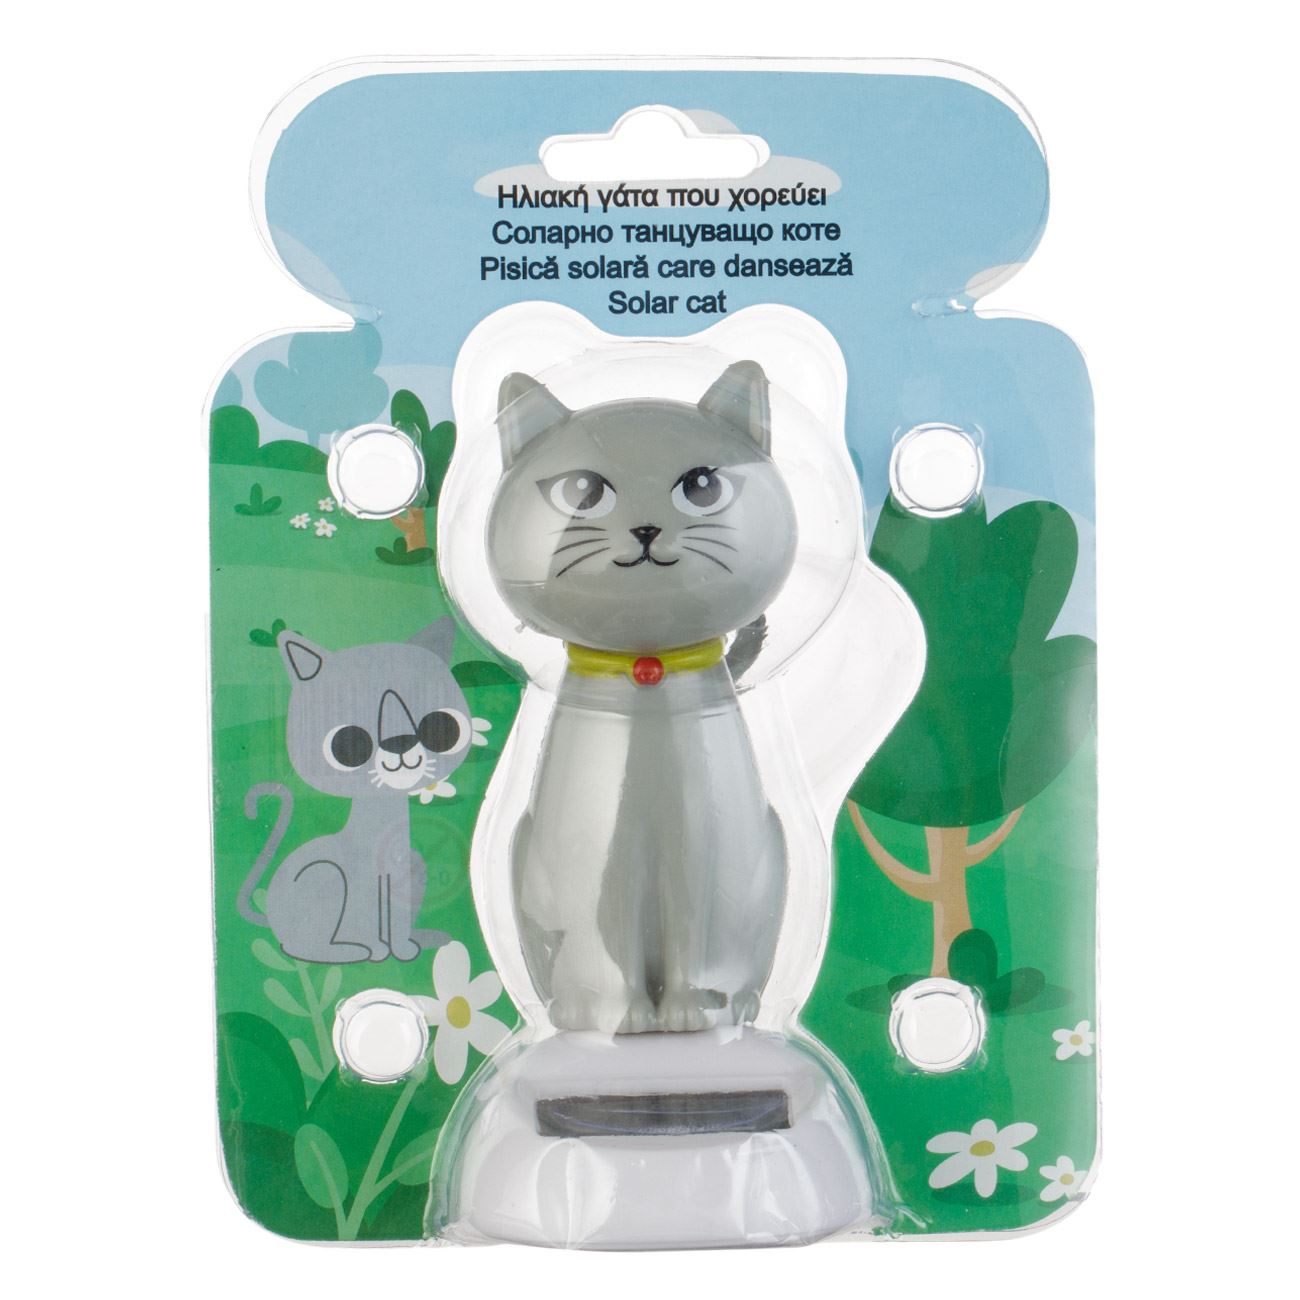 Ηλιακή γάτα που χορεύει
Соларно танцуващо коте
Pisică solară care dansează
Solar cat